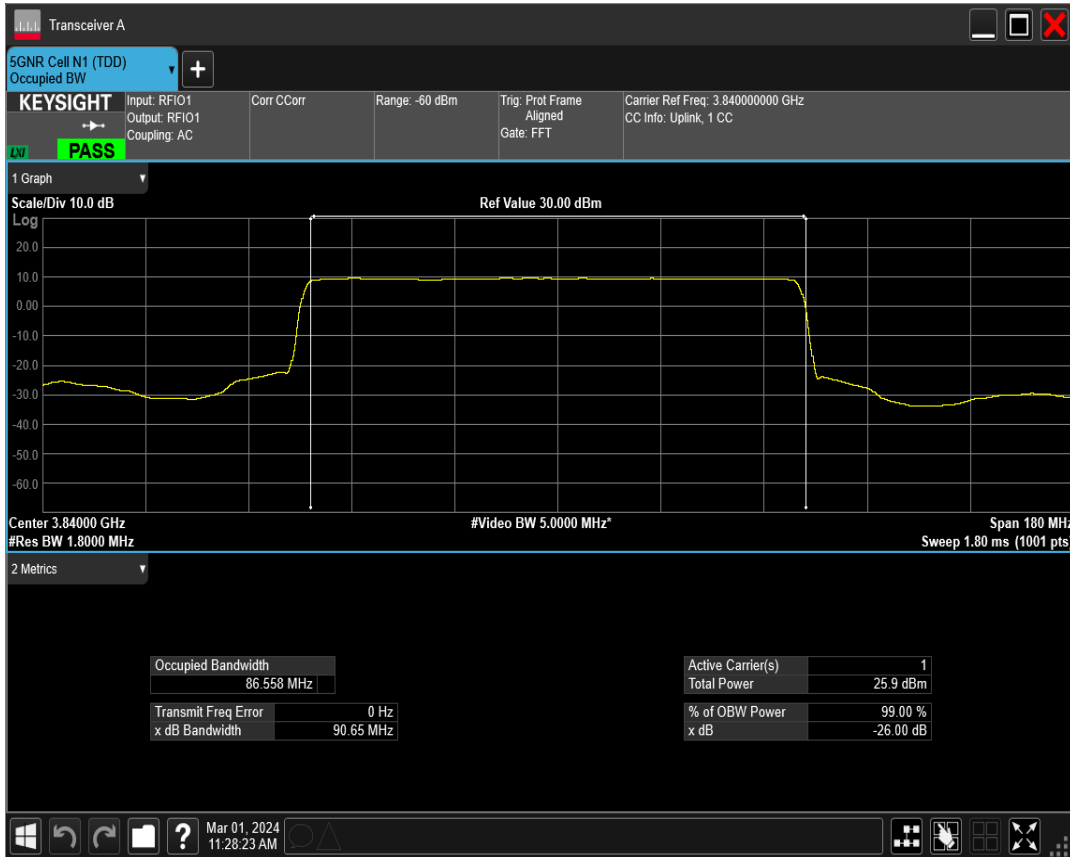 Transceiver A
5GNR Cell N1 (TDD)
Occupied BW
+
KEYSIGHT
LXI
PASS
Input: RFIO1
Output: RFIO1
Coupling: AC
Corr CCorr
Range: -60 dBm
Trig: Prot Frame
Aligned
Gate: FFT
Carrier Ref Freq: 3.840000000 GHz
CC Info: Uplink, 1 CC
1 Graph
Scale/Div 10.0 dB
Ref Value 30.00 dBm
Log
20.0
10.0
0.00
-10.0
-20.0
-30.0
-40.0
-50.0
-60.0
Center 3.84000 GHz
#Video BW 5.0000 MHz*
Span 180 MHz
#Res BW 1.8000 MHz
Sweep 1.80 ms (1001 pts)
2 Metrics
Occupied Bandwidth
86.558 MHz
Transmit Freq Error 0 Hz
x dB Bandwidth 90.65 MHz
Active Carrier(s) 1
Total Power 25.9 dBm
% of OBW Power 99.00 %
x dB -26.00 dB
?
Mar 01, 2024
11:28:23 AM